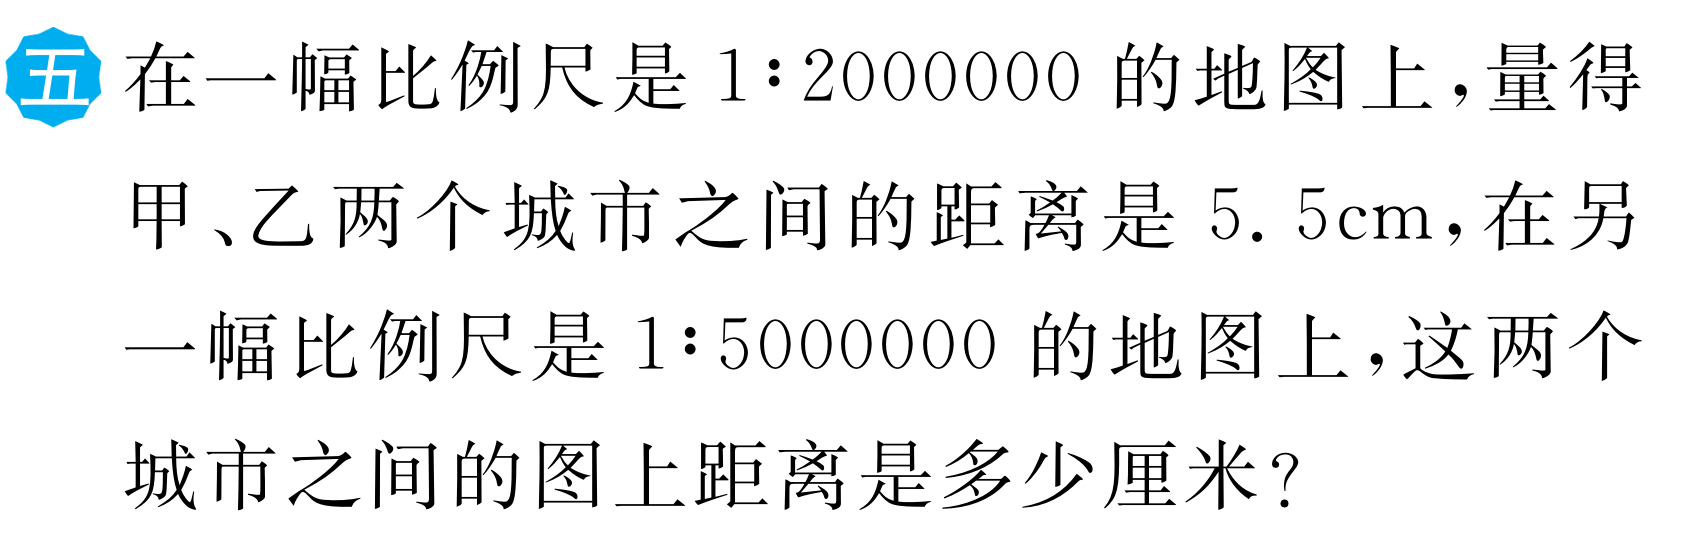 五 在一幅比例尺是 1∶2000000 的地图上,量得
甲、乙两个城市之间的距离是 5. 5cm,在另
一幅比例尺是 1∶5000000 的地图上,这两个
城市之间的图上距离是多少厘米?